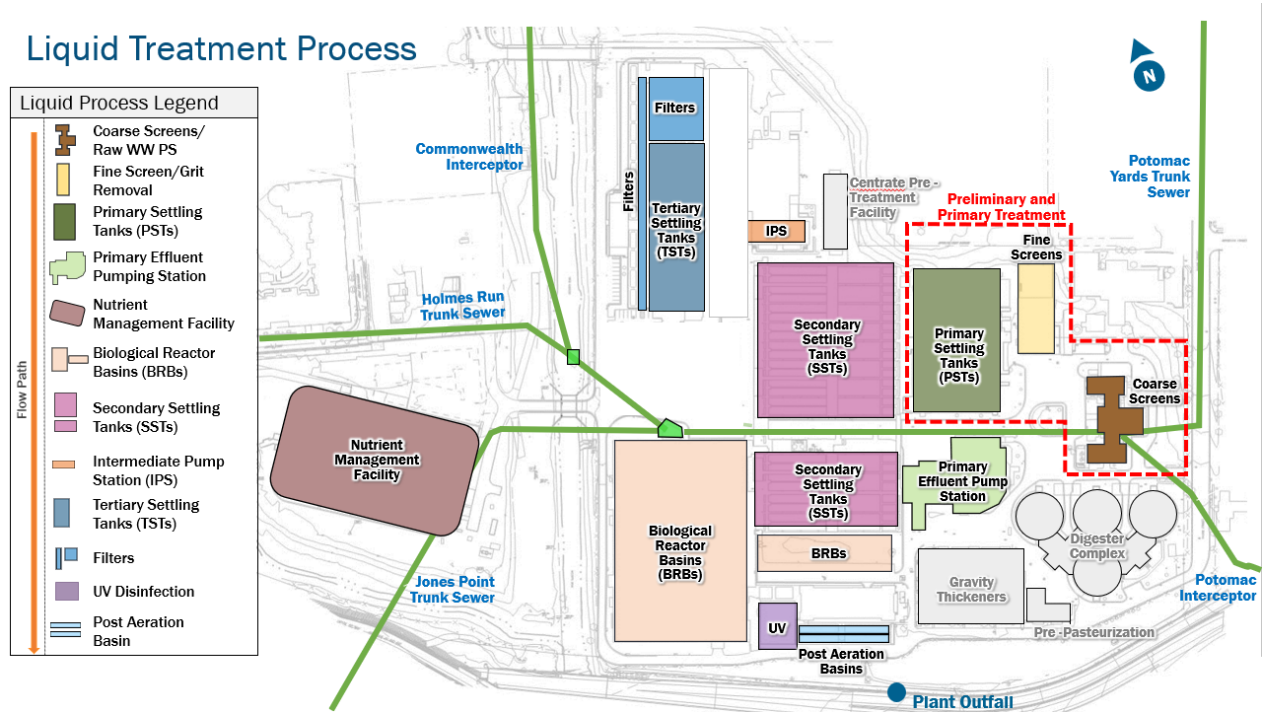 Liquid Treatment Process
Liquid Process Legend
Flow Path
Coarse Screens/
Raw WW PS
Fine Screen/Grit
Removal
Primary Settling
Tanks (PSTs)
Primary Effluent
Pumping Station
Nutrient
Management Facility
Biological Reactor
Basins (BRBs)
Secondary Settling
Tanks (SSTs)
Intermediate Pump
Station (IPS)
Tertiary Settling
Tanks (TSTs)
Filters
UV Disinfection
Post Aeration
Basin
N
Commonwealth
Interceptor
Filters
Filters
Tertiary
Settling
Tanks
(TSTs)
IPS
Centrate Pre -
Treatment
Facility
Preliminary and
Primary Treatment
Potomac
Yards Trunk
Sewer
Fine
Screens
Holmes Run
Trunk Sewer
Secondary
Settling
Tanks
(SSTs)
Primary
Settling
Tanks
(PSTs)
Coarse
Screens
Nutrient
Management
Facility
Secondary
Settling
Tanks
(SSTs)
Primary
Effluent Pump
Station
Biological
Reactor
Basins
(BRBs)
BRBs
Digester
Complex
Gravity
Thickeners
Jones Point
Trunk Sewer
Potomac
Interceptor
UV
Pre -Pasteurization
Post Aeration
Basins
Plant Outfall